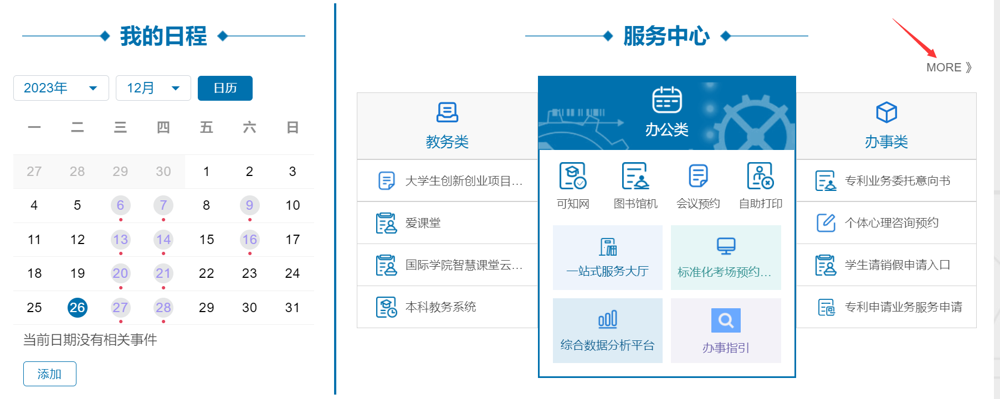 我的日程
2023年 12月 日历
一 二 三 四 五 六 日
27 28 29 30 1 2 3
4 5 6 7 8 9 10
11 12 13 14 15 16 17
18 19 20 21 22 23 24
25 26 27 28 29 30 31
当前日期没有相关事件
添加
服务中心
MORE 》
教务类
大学生创新创业项目...
爱课堂
国际学院智慧课堂云...
本科教务系统
办公类
可知网 图书馆机 会议预约 自助打印
一站式服务大厅 标准化考场预约...
综合数据分析平台 办事指引
办事类
专利业务委托意向书
个体心理咨询预约
学生请销假申请入口
专利申请业务服务申请